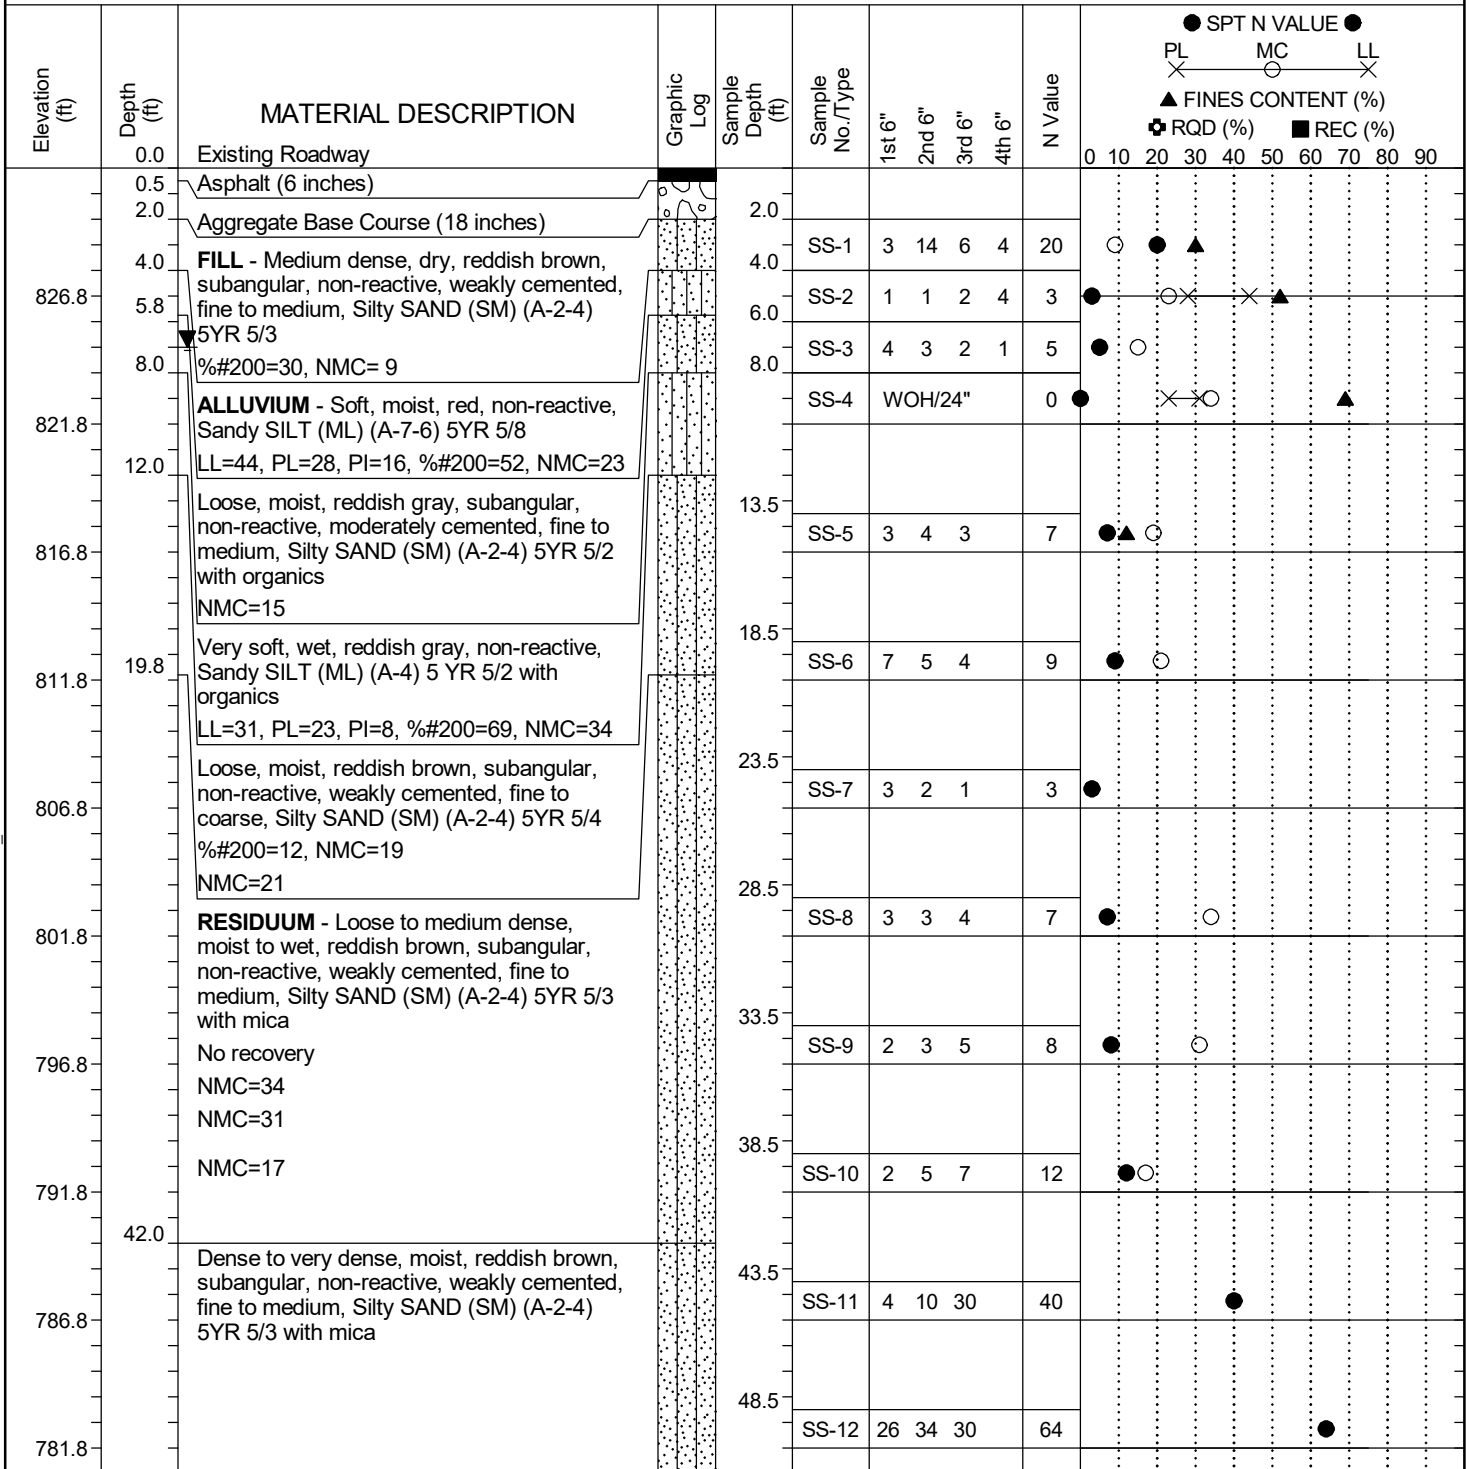 ● SPT N VALUE ●
PL MC LL
▲ FINES CONTENT (%)
RQD (%) ■ REC (%)
Elevation (ft)
Depth (ft)
MATERIAL DESCRIPTION
Graphic Log
Sample Depth (ft)
Sample No./Type
1st 6"
2nd 6"
3rd 6"
4th 6"
N Value
0 10 20 30 40 50 60 70 80 90
0.0 Existing Roadway
0.5 Asphalt (6 inches)
2.0 2.0
Aggregate Base Course (18 inches)
SS-1 3 14 6 4 20
4.0 FILL - Medium dense, dry, reddish brown, 4.0
subangular, non-reactive, weakly cemented,
826.8 SS-2 1 1 2 4 3
5.8 fine to medium, Silty SAND (SM) (A-2-4) 6.0
5YR 5/3
SS-3 4 3 2 1 5
8.0 %#200=30, NMC= 9 8.0
SS-4 WOH/24" 0
ALLUVIUM - Soft, moist, red, non-reactive,
821.8 Sandy SILT (ML) (A-7-6) 5YR 5/8
12.0 LL=44, PL=28, PI=16, %#200=52, NMC=23
Loose, moist, reddish gray, subangular, 13.5
non-reactive, moderately cemented, fine to
SS-5 3 4 3 7
816.8 medium, Silty SAND (SM) (A-2-4) 5YR 5/2
with organics
NMC=15
18.5
Very soft, wet, reddish gray, non-reactive,
SS-6 7 5 4 9
19.8 Sandy SILT (ML) (A-4) 5 YR 5/2 with
811.8 organics
LL=31, PL=23, PI=8, %#200=69, NMC=34
Loose, moist, reddish brown, subangular, 23.5
non-reactive, weakly cemented, fine to SS-7 3 2 1 3
806.8 coarse, Silty SAND (SM) (A-2-4) 5YR 5/4
%#200=12, NMC=19
NMC=21 28.5
RESIDUUM - Loose to medium dense, SS-8 3 3 4 7
801.8 moist to wet, reddish brown, subangular,
non-reactive, weakly cemented, fine to
medium, Silty SAND (SM) (A-2-4) 5YR 5/3
with mica 33.5
No recovery SS-9 2 3 5 8
796.8
NMC=34
NMC=31
38.5
NMC=17 SS-10 2 5 7 12
791.8
42.0
Dense to very dense, moist, reddish brown,
subangular, non-reactive, weakly cemented, 43.5
fine to medium, Silty SAND (SM) (A-2-4) SS-11 4 10 30 40
786.8
5YR 5/3 with mica
48.5
SS-12 26 34 30 64
781.8